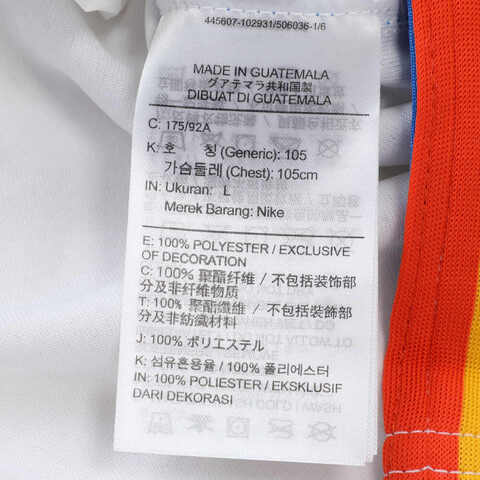 445607-102931/506036-1/6
MADE IN GUATEMALA
グアテマラ共和国製
DIBUAT DI GUATEMALA
C: 175/92A
K: 호 칭 (Generic): 105
가슴둘레 (Chest): 105cm
IN: Ukuran: L
Merek Barang: Nike
E: 100% POLYESTER / EXCLUSIVE
OF DECORATION
C: 100% 聚酯纤维 / 不包括装饰部
分及非纤维物质
T: 100% 聚酯纖維 / 不包括裝飾部
分及非紡織材料
J: 100% ポリエステル
K: 섬유혼용율 / 100% 폴리에스터
IN: 100% POLIESTER / EKSKLUSIF
DARI DEKORASI